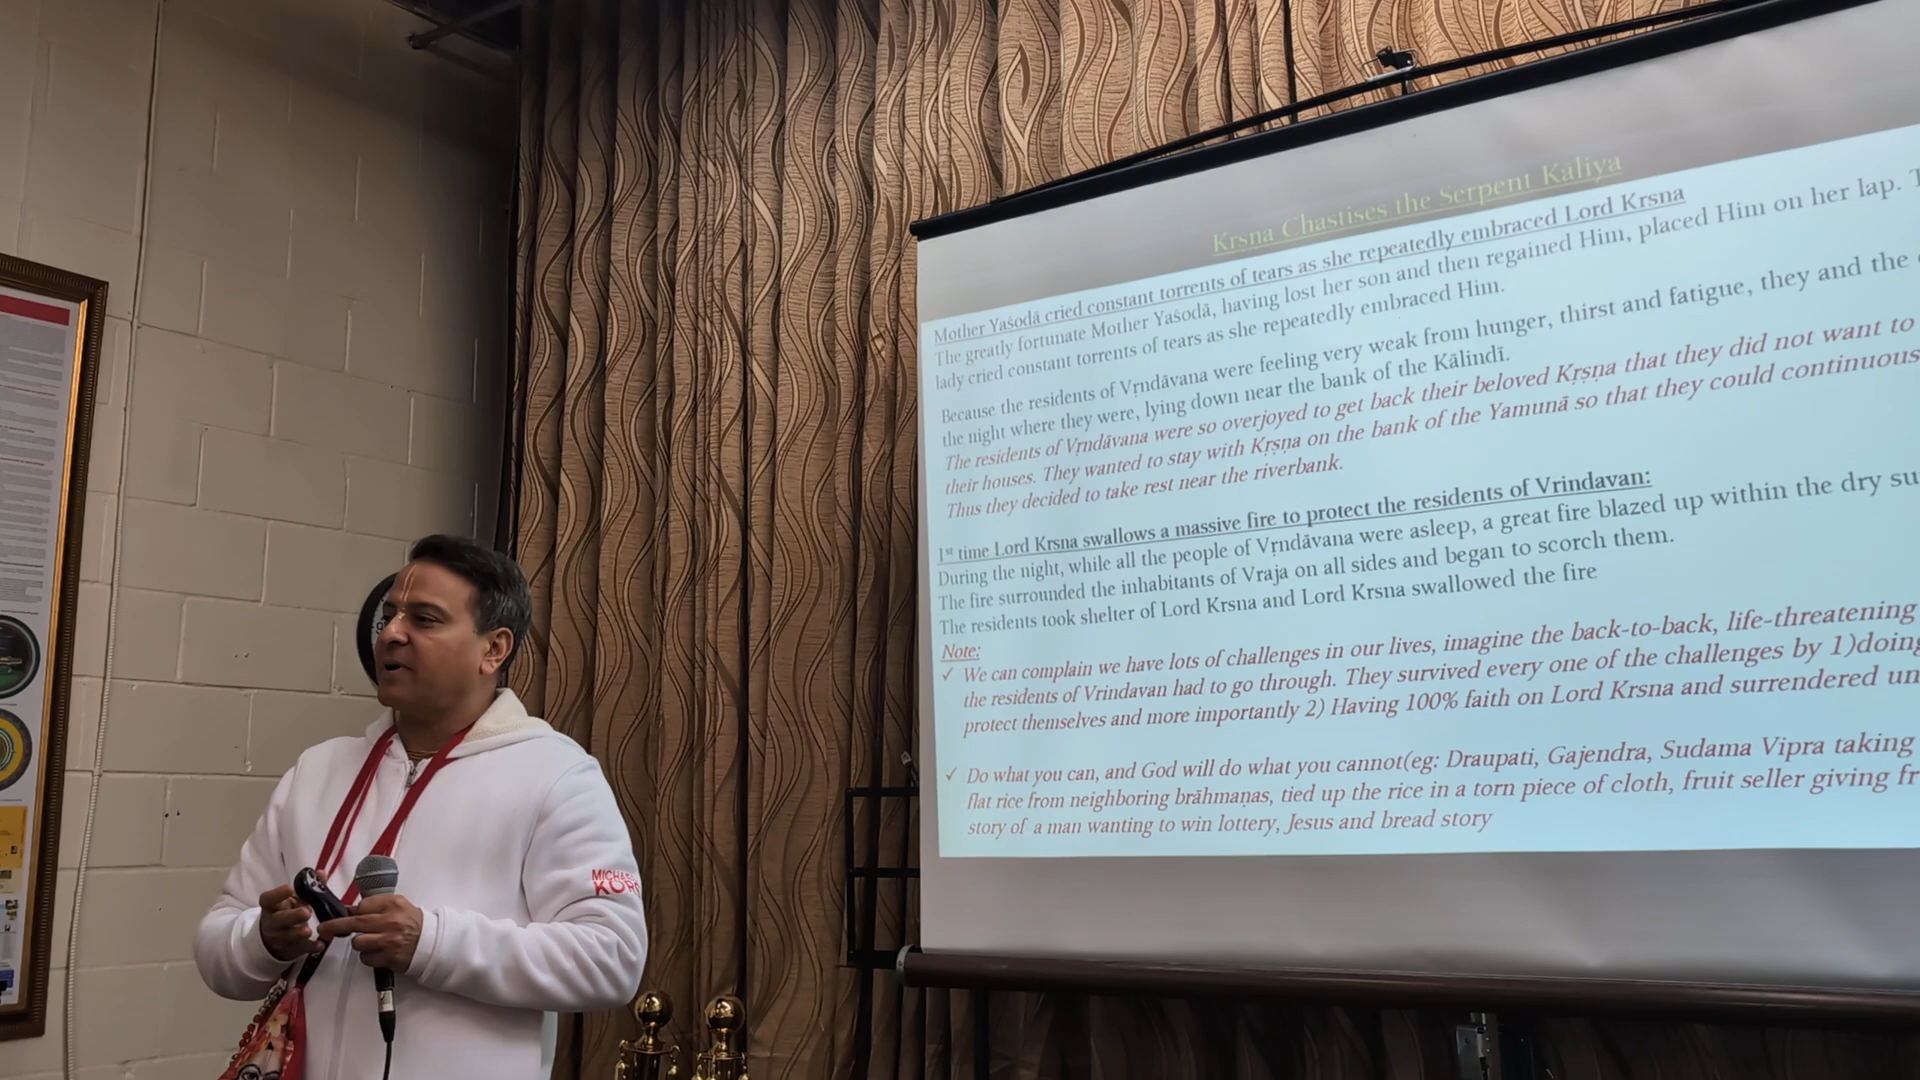 Krsna Chastises the Serpent Kāliya
Mother Yaśodā cried constant torrents of tears as she repeatedly embraced Lord Krsna
The greatly fortunate Mother Yaśodā, having lost her son and then regained Him, placed Him on her lap. T
lady cried constant torrents of tears as she repeatedly embraced Him.
Because the residents of Vṛndāvana were feeling very weak from hunger, thirst and fatigue, they and the
the night where they were, lying down near the bank of the Kālindī.
The residents of Vṛndāvana were so overjoyed to get back their beloved Kṛṣṇa that they did not want to
their houses. They wanted to stay with Kṛṣṇa on the bank of the Yamunā so that they could continuous
Thus they decided to take rest near the riverbank.
1st time Lord Krsna swallows a massive fire to protect the residents of Vrindavan:
During the night, while all the people of Vṛndāvana were asleep, a great fire blazed up within the dry su
The fire surrounded the inhabitants of Vraja on all sides and began to scorch them.
The residents took shelter of Lord Krsna and Lord Krsna swallowed the fire
Note:
✓ We can complain we have lots of challenges in our lives, imagine the back-to-back, life-threatening
the residents of Vrindavan had to go through. They survived every one of the challenges by 1)doing
protect themselves and more importantly 2) Having 100% faith on Lord Krsna and surrendered un
✓ Do what you can, and God will do what you cannot(eg: Draupati, Gajendra, Sudama Vipra taking
flat rice from neighboring brāhmaṇas, tied up the rice in a torn piece of cloth, fruit seller giving fr
story of a man wanting to win lottery, Jesus and bread story
MICHAEL
KORS